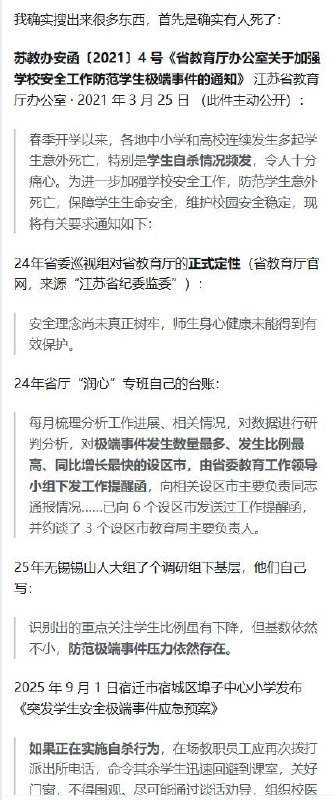 我确实搜出来很多东西，首先是确实有人死了：
苏教办安函〔2021〕4 号《省教育厅办公室关于加强
学校安全工作防范学生极端事件的通知》 江苏省教育
厅办公室 · 2021 年 3 月 25 日 （此件主动公开）：
春季开学以来，各地中小学和高校连续发生多起学
生意外死亡，特别是学生自杀情况频发，令人十分
痛心。为进一步加强学校安全工作，防范学生意外
死亡，保障学生生命安全，维护校园安全稳定，现
将有关要求通知如下：
24年省委巡视组对省教育厅的正式定性（省教育厅官
网，来源“江苏省纪委监委”）：
安全理念尚未真正树牢，师生身心健康未能得到有
效保护。
24年省厅“润心”专班自己的台账：
每月梳理分析工作进展、相关情况，对数据进行研
判分析，对极端事件发生数量最多、发生比例最
高、同比增长最快的设区市，由省委教育工作领导
小组下发工作提醒函，向相关设区市主要负责同志
通报情况……已向 6 个设区市发送过工作提醒函，
并约谈了 3 个设区市教育局主要负责人。
25年无锡锡山人大组了个调研组下基层，他们自己
写：
识别出的重点关注学生比例虽有下降，但基数依然
不小，防范极端事件压力依然存在。
2025 年 9 月 1 日宿迁市宿城区埠子中心小学发布
《突发学生安全极端事件应急预案》
如果正在实施自杀行为，在场教职员工应再次拨打
派出所电话，命令其余学生迅速回避到课室，关好
门窗，不得围观。尽可能通过谈话劝导，组织校医